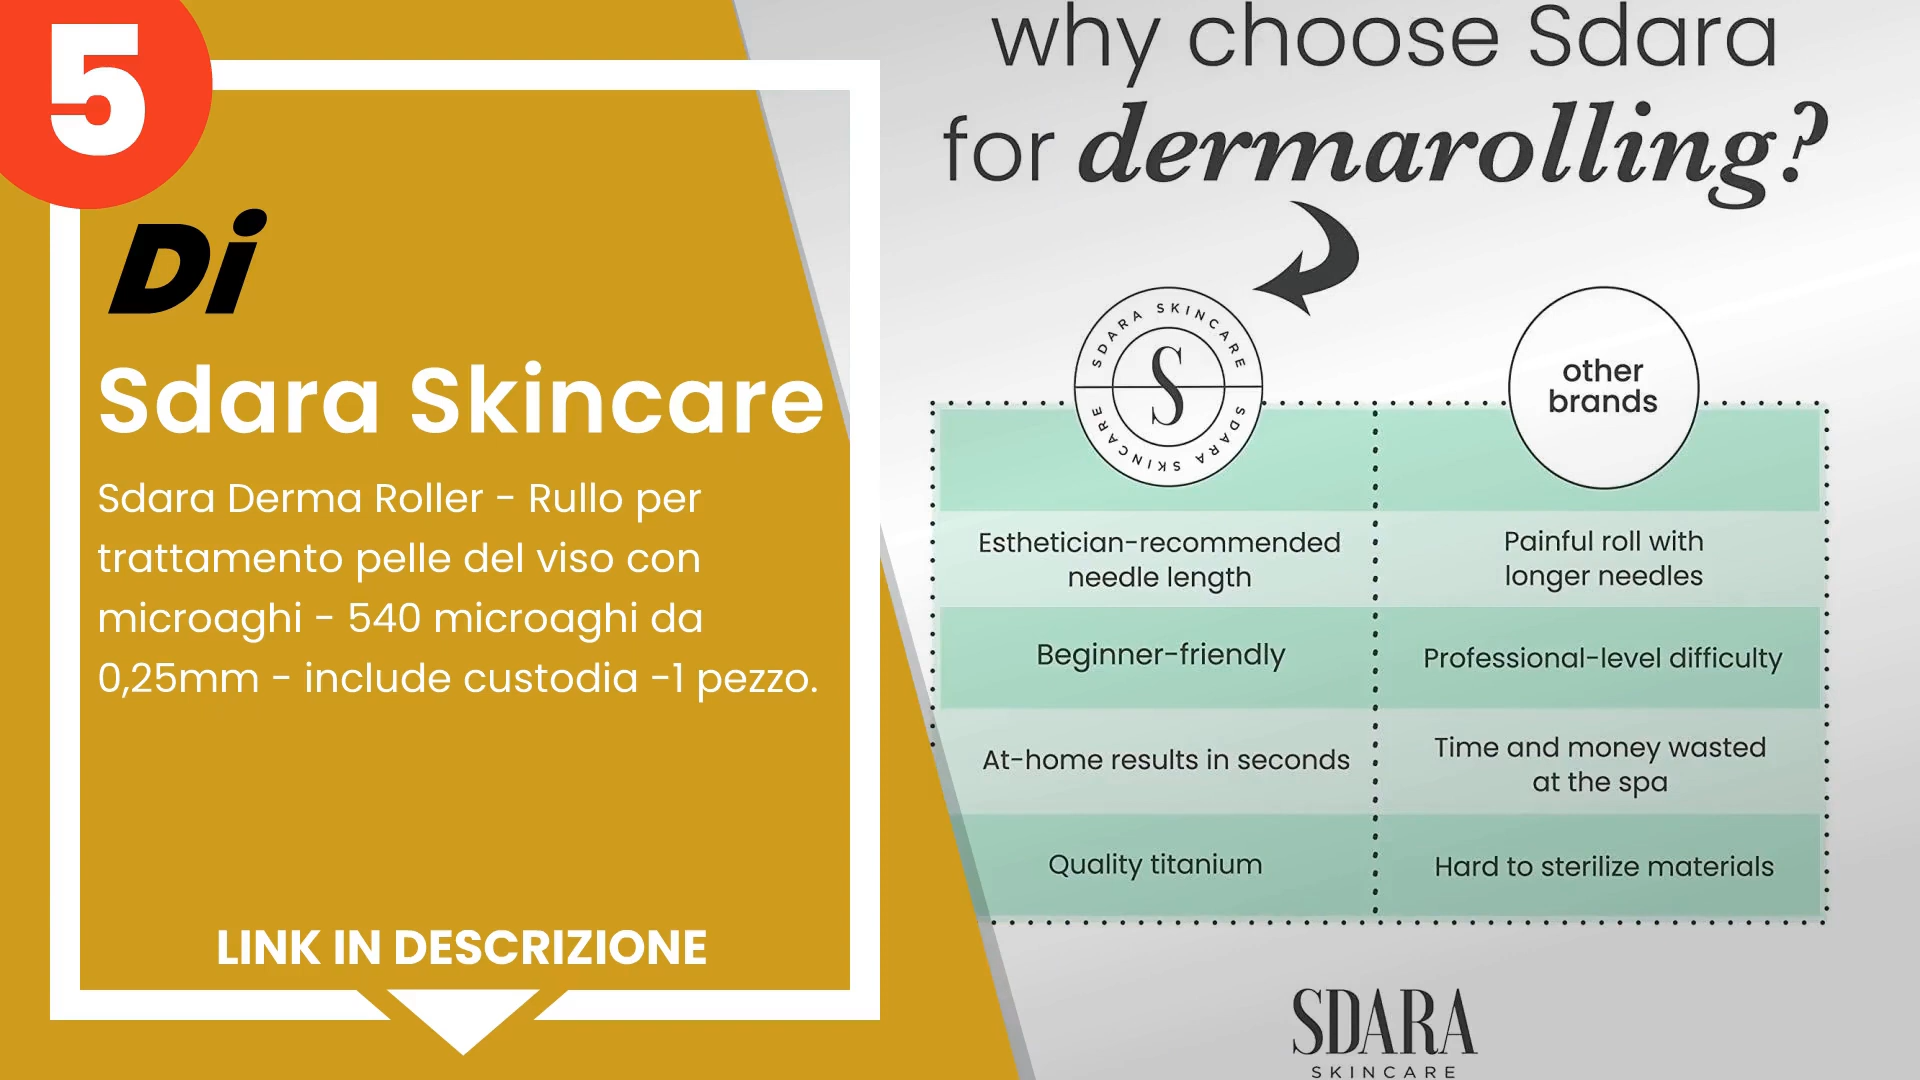 5
Di
Sdara Skincare
Sdara Derma Roller - Rullo per
trattamento pelle del viso con
microaghi - 540 microaghi da
0,25mm - include custodia -1 pezzo.
LINK IN DESCRIZIONE
why choose Sdara
for dermarolling?
SDARA SKINCARE
S
SDARA SKINCARE
other
brands
Esthetician-recommended
needle length
Painful roll with
longer needles
Beginner-friendly
Professional-level difficulty
At-home results in seconds
Time and money wasted
at the spa
Quality titanium
Hard to sterilize materials
SDARA
SKINCARE